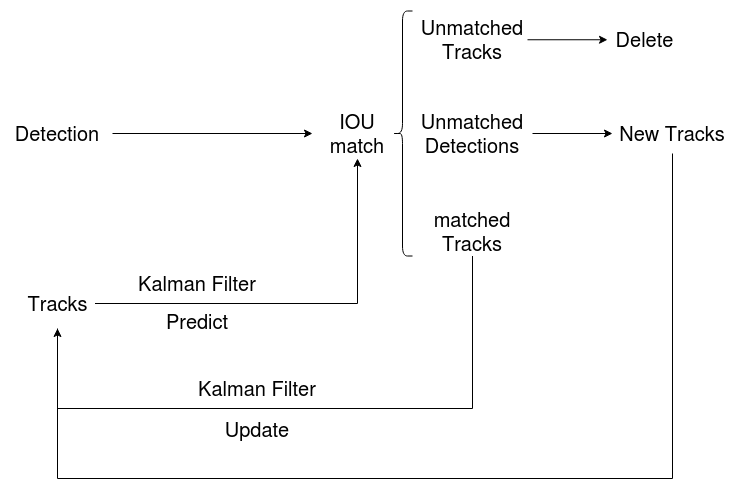 Unmatched
Tracks
Delete
Detection
IOU
match
Unmatched
Detections
New Tracks
matched
Tracks
Kalman Filter
Tracks
Predict
Kalman Filter
Update